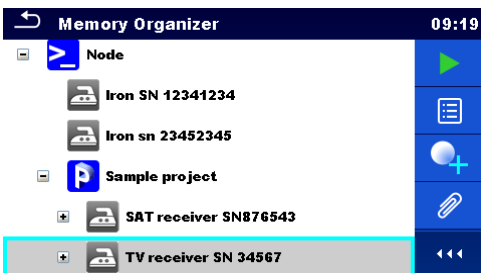 Memory Organizer 09:19
Node
Iron SN 12341234
Iron sn 23452345
Sample project
SAT receiver SN876543
TV receiver SN 34567